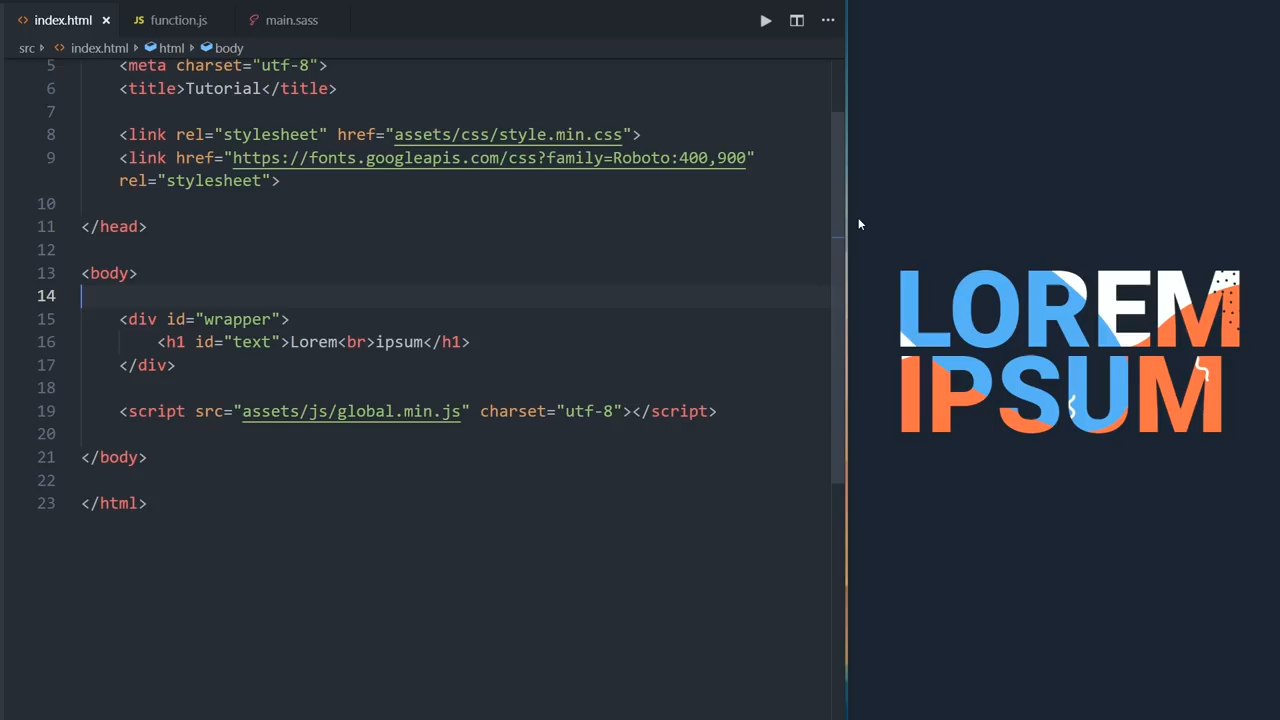 index.html
JS function.js
main.sass
src index.html html body
5 <meta charset="utf-8">
6 <title>Tutorial</title>
7
8 <link rel="stylesheet" href="assets/css/style.min.css">
9 <link href="https://fonts.googleapis.com/css?family=Roboto:400,900"
rel="stylesheet">
10
11 </head>
12
13 <body>
14
15 <div id="wrapper">
16 <h1 id="text">Lorem<br>ipsum</h1>
17 </div>
18
19 <script src="assets/js/global.min.js" charset="utf-8"></script>
20
21 </body>
22
23 </html>
LOREM
IPSUM